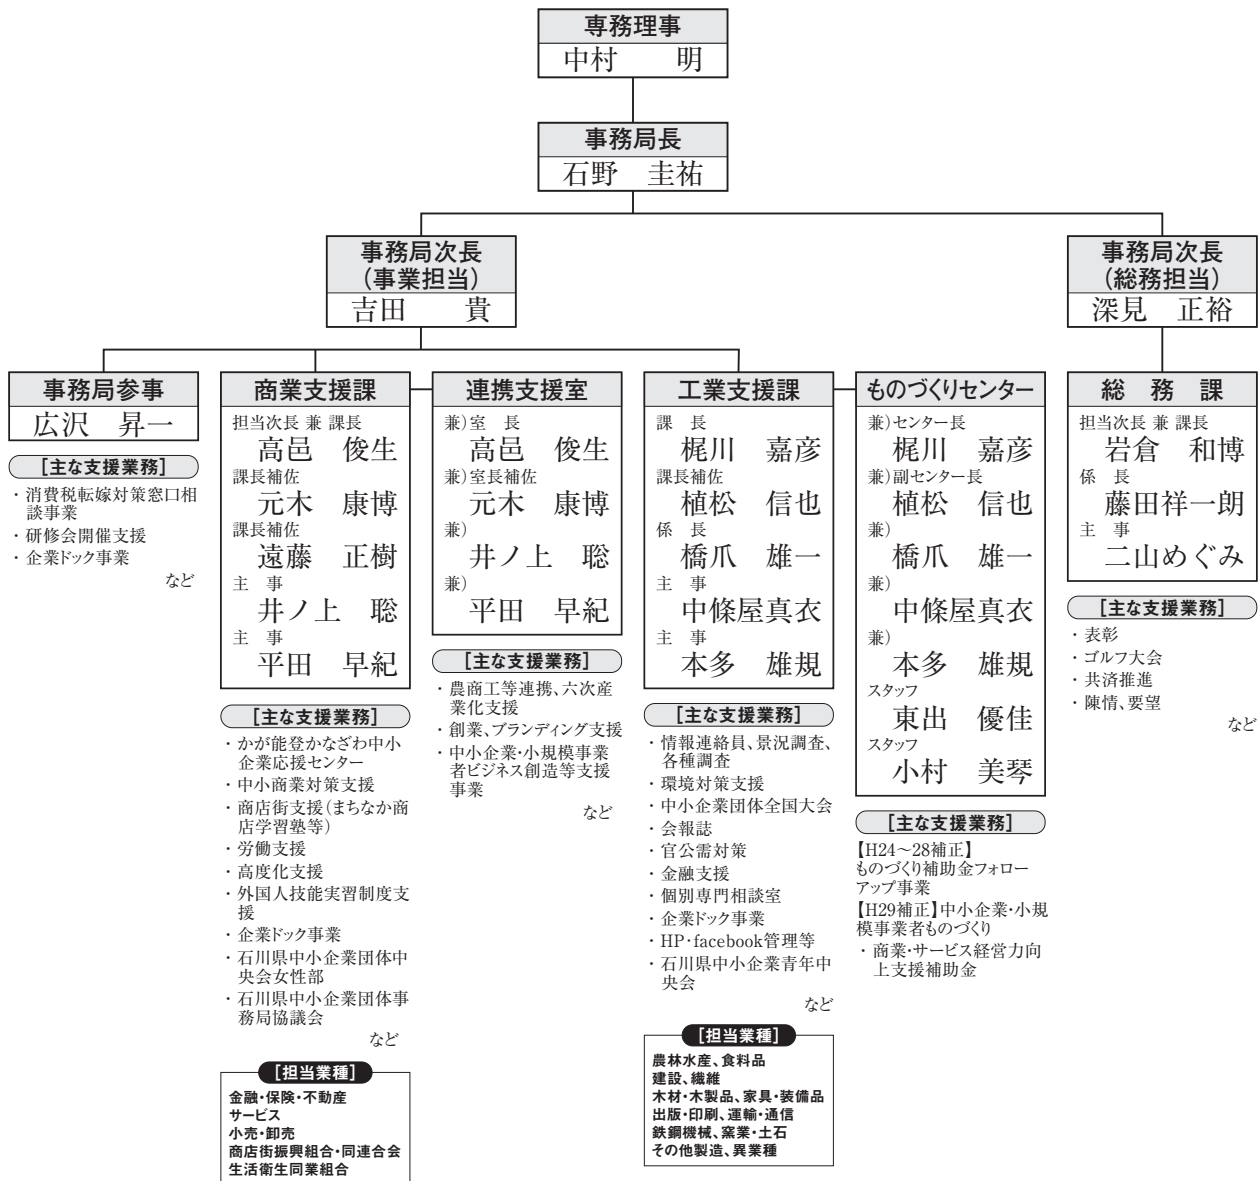 専務理事
中村　　明
事務局長
石野　圭祐
事務局次長
(事業担当)
吉田　　貴
事務局次長
(総務担当)
深見　正裕
事務局参事
広沢　昇一
[主な支援業務]
・消費税転嫁対策窓口相
談事業
・研修会開催支援
・企業ドック事業
など
商業支援課
担当次長 兼 課長
高邑　俊生
課長補佐
元木　康博
課長補佐
遠藤　正樹
主　事
井ノ上　聡
主　事
平田　早紀
[主な支援業務]
・かが能登かなざわ中小
企業応援センター
・中小商業対策支援
・商店街支援(まちなか商
店学習塾等)
・労働支援
・高度化支援
・外国人技能実習制度支
援
・企業ドック事業
・石川県中小企業団体中
央会女性部
・石川県中小企業団体事
務局協議会
など
[担当業種]
金融・保険・不動産
サービス
小売・卸売
商店街振興組合・同連合会
生活衛生同業組合
連携支援室
兼)室　長
高邑　俊生
兼)室長補佐
元木　康博
兼)
井ノ上　聡
兼)
平田　早紀
[主な支援業務]
・農商工等連携、六次産
業化支援
・創業、ブランディング支援
・中小企業・小規模事業
者ビジネス創造等支援
事業
など
工業支援課
課　長
梶川　嘉彦
課長補佐
植松　信也
係　長
橋爪　雄一
主　事
中條屋真衣
主　事
本多　雄規
[主な支援業務]
・情報連絡員、景況調査、
各種調査
・環境対策支援
・中小企業団体全国大会
・会報誌
・官公需対策
・金融支援
・個別専門相談室
・企業ドック事業
・HP・facebook管理等
・石川県中小企業青年中
央会
など
[担当業種]
農林水産、食料品
建設、繊維
木材・木製品、家具・装備品
出版・印刷、運輸・通信
鉄鋼機械、窯業・土石
その他製造、異業種
ものづくりセンター
兼)センター長
梶川　嘉彦
兼)副センター長
植松　信也
兼)
橋爪　雄一
兼)
中條屋真衣
兼)
本多　雄規
スタッフ
東出　優佳
スタッフ
小村　美琴
[主な支援業務]
【H24～28補正】
ものづくり補助金フォロー
アップ事業
【H29補正】中小企業・小規
模事業者ものづくり
・商業・サービス経営力向
上支援補助金
総　務　課
担当次長 兼 課長
岩倉　和博
係　長
藤田祥一朗
主　事
二山めぐみ
[主な支援業務]
・表彰
・ゴルフ大会
・共済推進
・陳情、要望
など